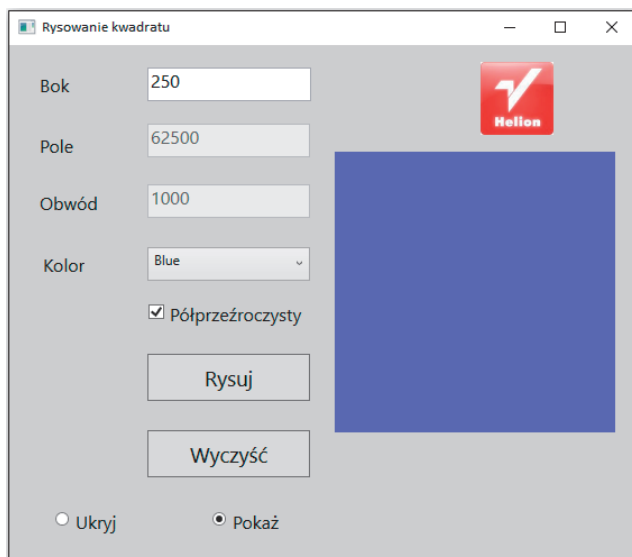 Rysowanie kwadratu
Bok 250
Helion
Pole 62500
Obwód 1000
Kolor Blue
Półprzeźroczysty
Rysuj
Wyczyść
Ukryj Pokaż